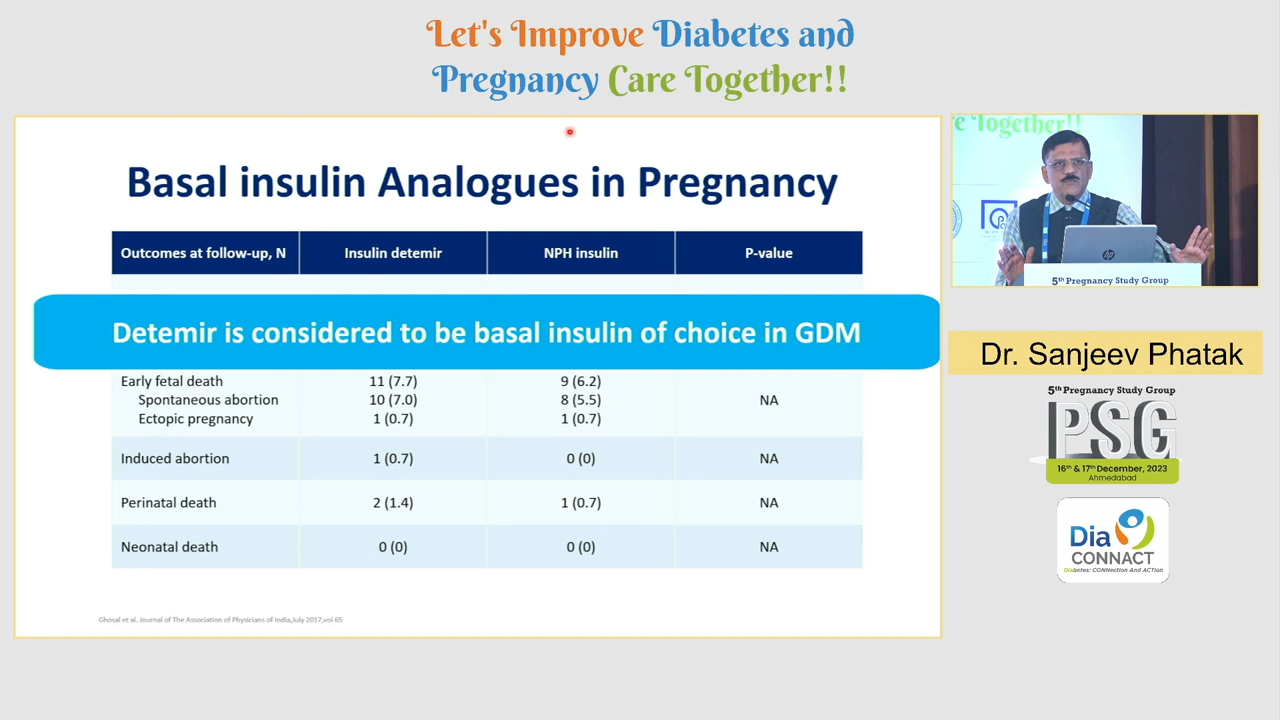 Let's Improve Diabetes and
Pregnancy Care Together!!
Basal insulin Analogues in Pregnancy
Outcomes at follow-up, N
Insulin detemir
NPH insulin
P-value
Detemir is considered to be basal insulin of choice in GDM
Early fetal death 11 (7.7) 9 (6.2)
Spontaneous abortion 10 (7.0) 8 (5.5) NA
Ectopic pregnancy 1 (0.7) 1 (0.7)
Induced abortion 1 (0.7) 0 (0) NA
Perinatal death 2 (1.4) 1 (0.7) NA
Neonatal death 0 (0) 0 (0) NA
Ghosal et al. Journal of The Association of Physicians of India,July 2017,vol 65
e Together!!
hp
5th Pregnancy Study Group
Dr. Sanjeev Phatak
5th Pregnancy Study Group
PSG
16th & 17th December, 2023
Ahmedabad
Dia
CONNACT
Diabetes: CONNection And ACTion